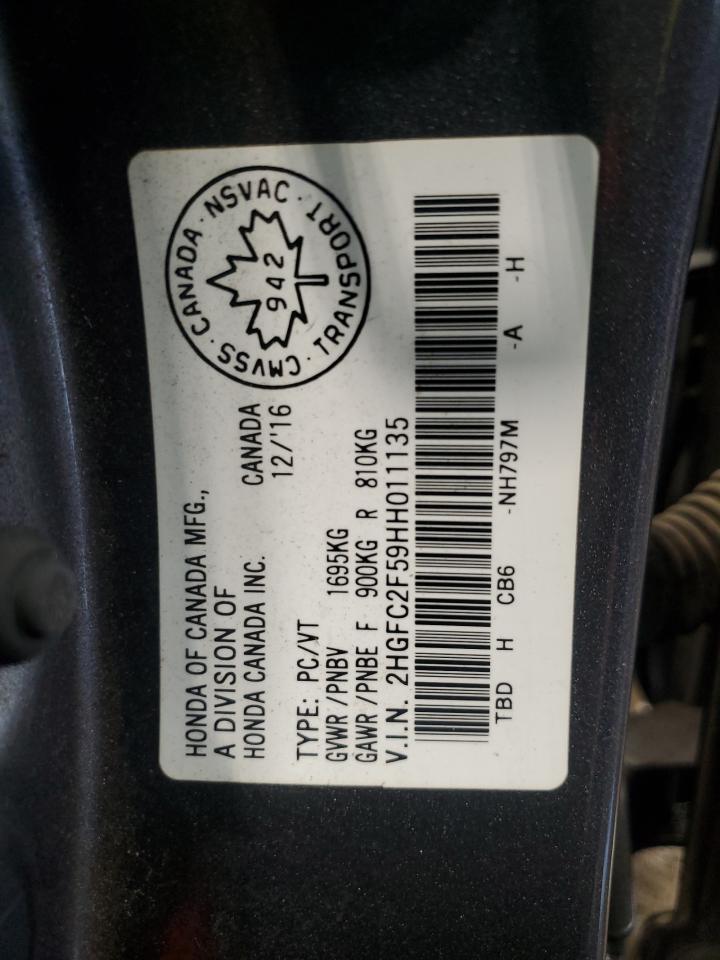 HONDA OF CANADA MFG.,
A DIVISION OF
HONDA CANADA INC.
CANADA
12/'16
CMVSS · CANADA · NSVAC · TRANSPORT ·
942
TYPE: PC/VT
GVWR /PNBV 1695KG
GAWR /PNBE F 900KG R 810KG
V.I.N. 2HGFC2F59HH011135
TBD H CB6 -NH797M -A -H